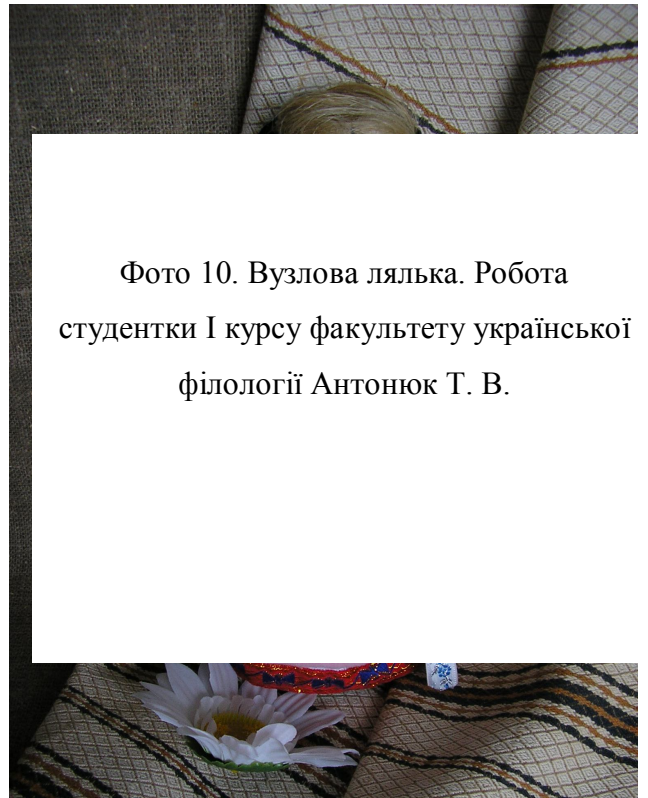 Фото 10. Вузлова лялька. Робота
студентки І курсу факультету української
філології Антонюк Т. В.